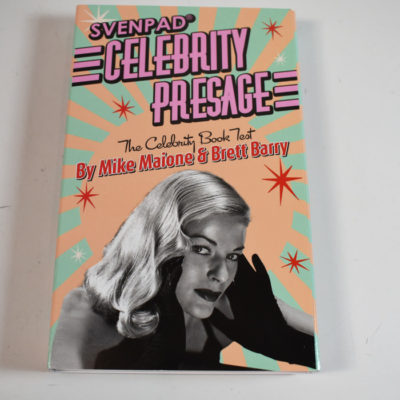 SVENPAD®
CELEBRITY
PRESAGE
The Celebrity Book Test
By Mike Maione & Brett Barry